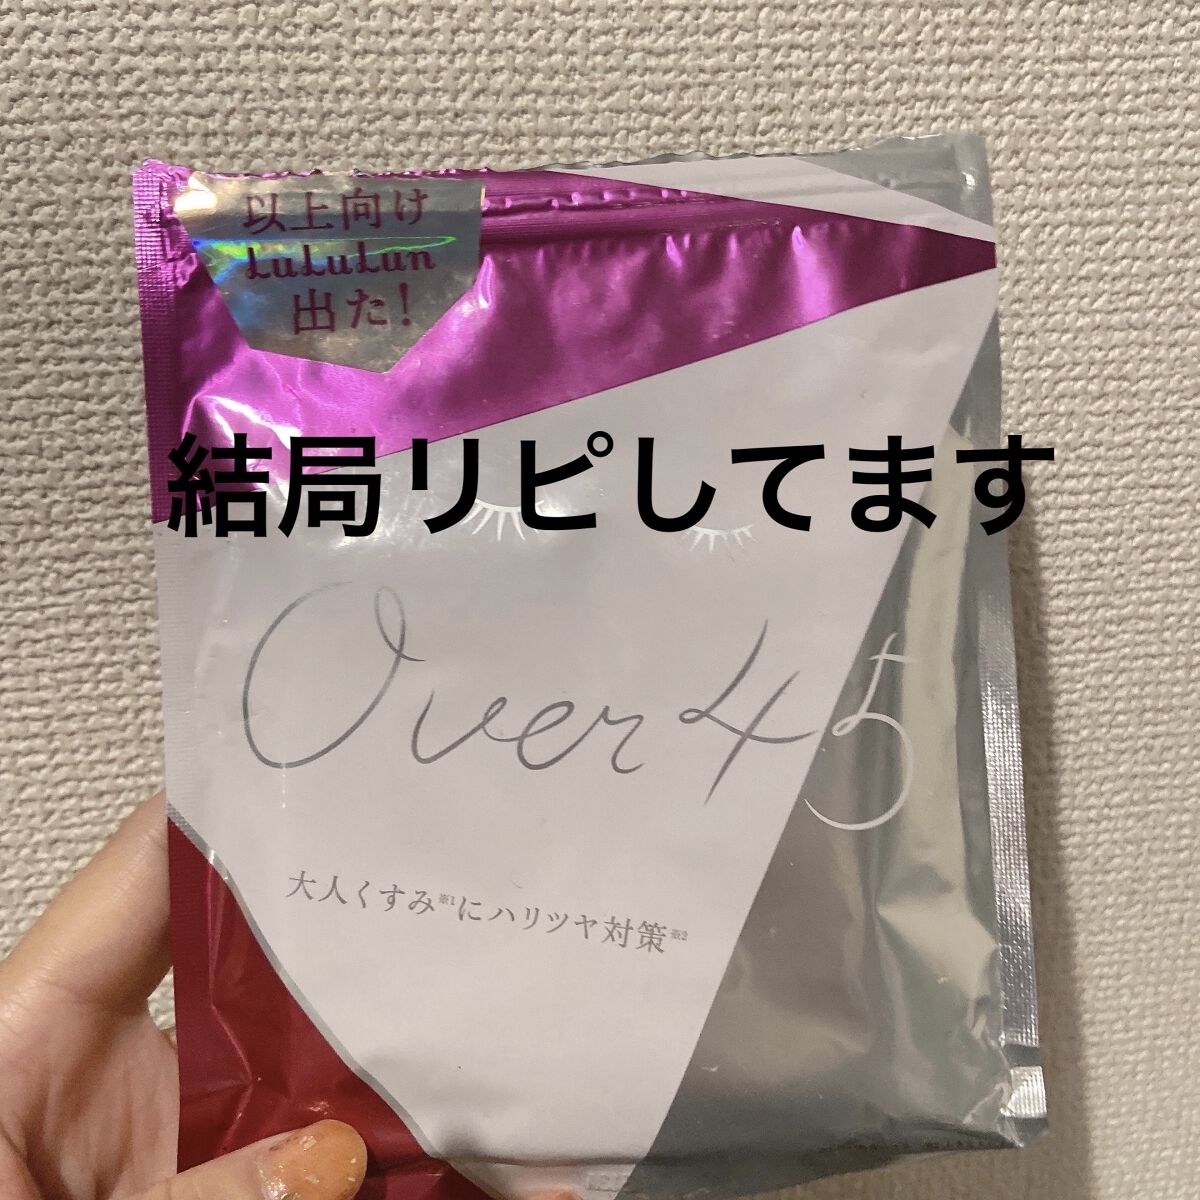 以上向け
LuLuLun
出た!
結局リピしてます
Over45
大人くすみ※1にハリツヤ対策※2